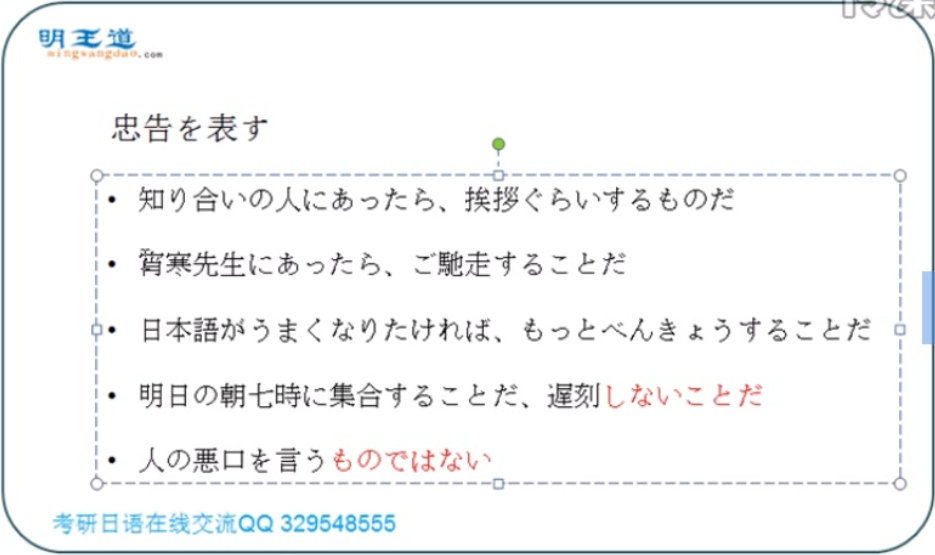 明王道
mingwangdao.com
忠告を表す
• 知り合いの人にあったら、挨拶ぐらいするものだ
• 宵寒先生にあったら、ご馳走することだ
• 日本語がうまくなりたければ、もっとべんきょうすることだ
• 明日の朝七時に集合することだ、遅刻しないことだ
• 人の悪口を言うものではない
考研日语在线交流QQ 329548555